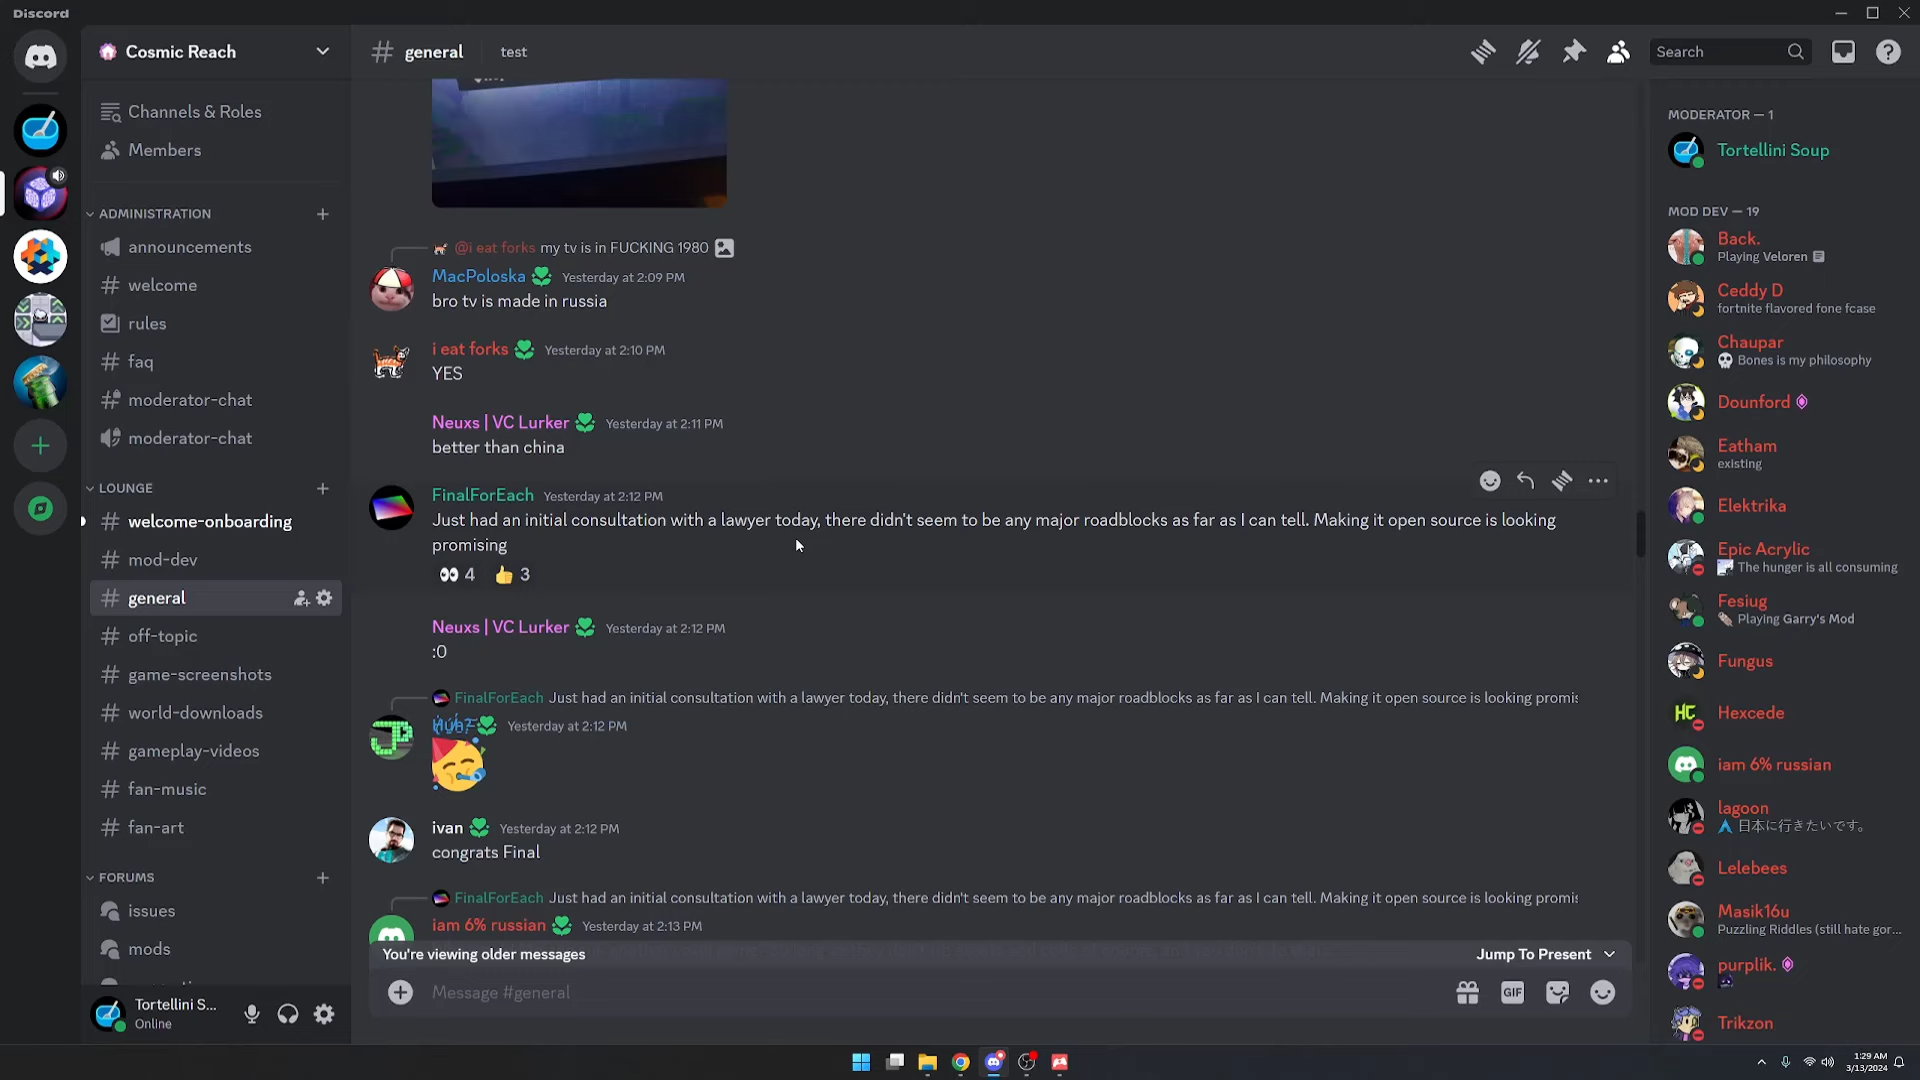 Discord
Cosmic Reach
general
test
Search
Channels & Roles
Members
ADMINISTRATION
announcements
welcome
rules
faq
moderator-chat
moderator-chat
LOUNGE
welcome-onboarding
mod-dev
general
off-topic
game-screenshots
world-downloads
gameplay-videos
fan-music
fan-art
FORUMS
issues
mods
Tortellini S...
Online
@i eat forks my tv is in FUCKING 1980
MacPoloska Yesterday at 2:09 PM
bro tv is made in russia
i eat forks Yesterday at 2:10 PM
YES
Neuxs | VC Lurker Yesterday at 2:11 PM
better than china
FinalForEach Yesterday at 2:12 PM
Just had an initial consultation with a lawyer today, there didn't seem to be any major roadblocks as far as I can tell. Making it open source is looking
promising
4 3
Neuxs | VC Lurker Yesterday at 2:12 PM
:0
FinalForEach Just had an initial consultation with a lawyer today, there didn't seem to be any major roadblocks as far as I can tell. Making it open source is looking promis
Yesterday at 2:12 PM
ivan Yesterday at 2:12 PM
congrats Final
FinalForEach Just had an initial consultation with a lawyer today, there didn't seem to be any major roadblocks as far as I can tell. Making it open source is looking promis
iam 6% russian Yesterday at 2:13 PM
You're viewing older messages
Jump To Present
Message #general
GIF
MODERATOR — 1
Tortellini Soup
MOD DEV — 19
Back.
Playing Veloren
Ceddy D
fortnite flavored fone fcase
Chaupar
Bones is my philosophy
Dounford
Eatham
existing
Elektrika
Epic Acrylic
The hunger is all consuming
Fesiug
Playing Garry's Mod
Fungus
HC
Hexcede
iam 6% russian
lagoon
日本に行きたいです。
Lelebees
Masik16u
Puzzling Riddles (still hate gor...
purplik.
Trikzon
1:29 AM
3/13/2024